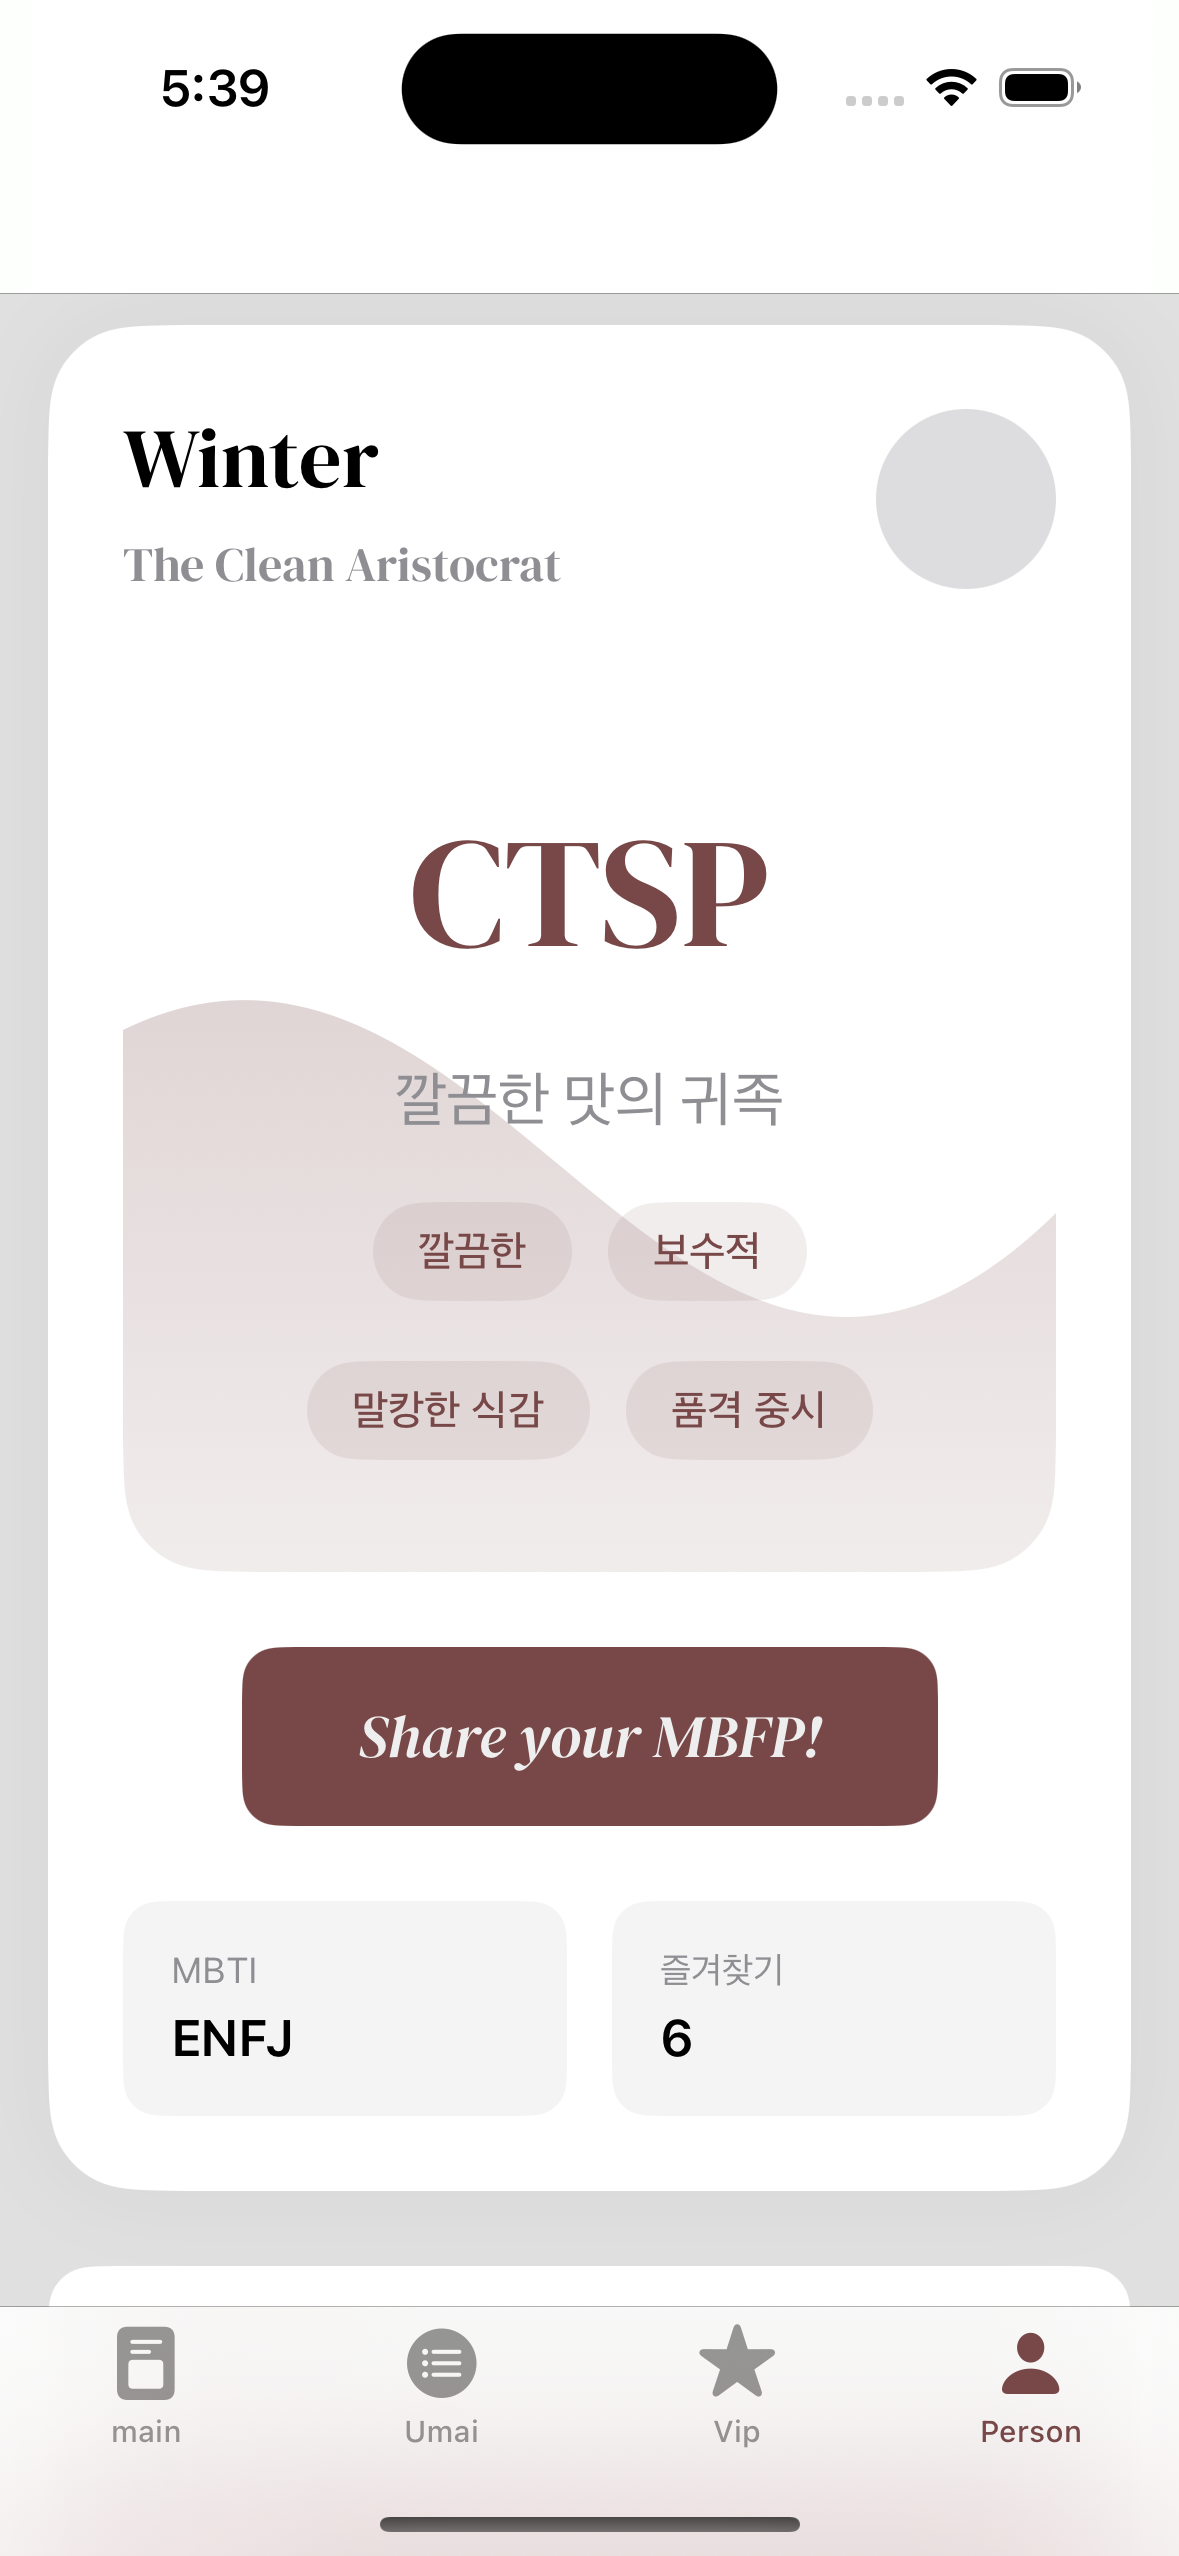 5:39
Winter
The Clean Aristocrat
CTSP
깔끔한 맛의 귀족
깔끔한 보수적
말캉한 식감 품격 중시
Share your MBFP!
MBTI 즐겨찾기
ENFJ 6
main Umai Vip Person